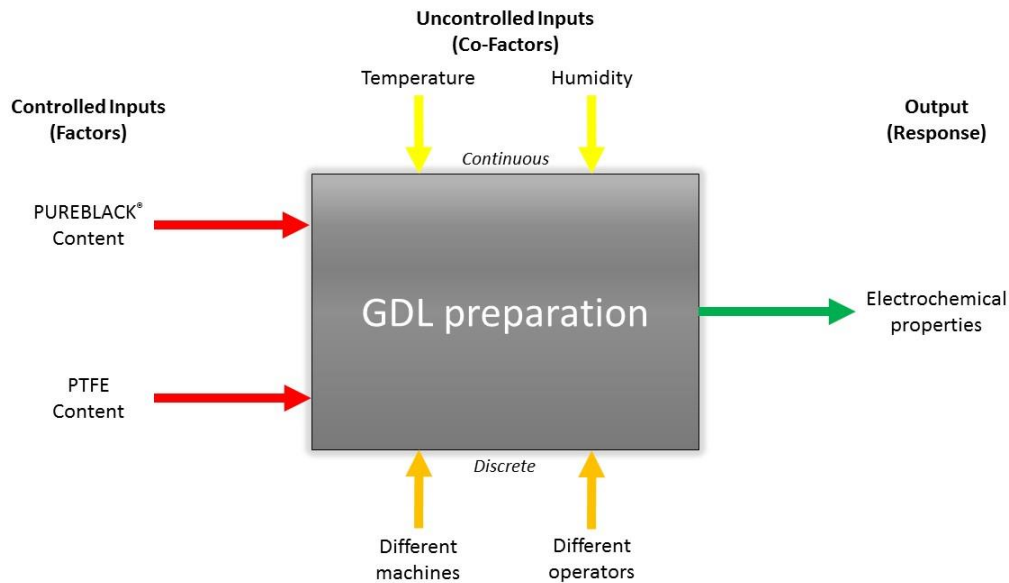 Uncontrolled Inputs
(Co-Factors)
Temperature
Humidity
Controlled Inputs
(Factors)
Output
(Response)
Continuous
PUREBLACK®
Content
GDL preparation
Electrochemical
properties
PTFE
Content
Discrete
Different
machines
Different
operators